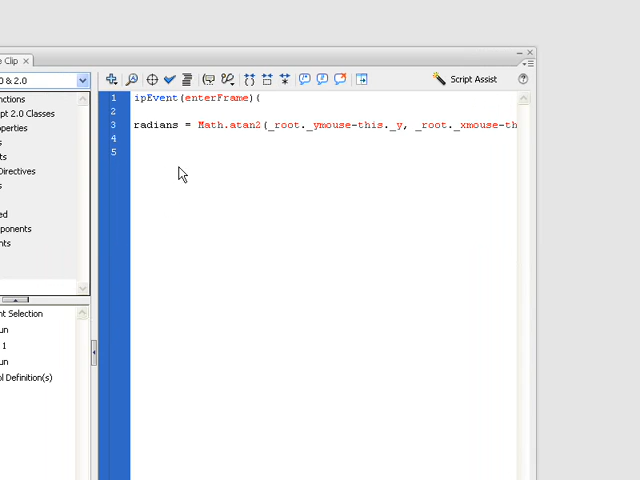 e Clip ×
0 & 2.0
Script Assist
nctions
pt 2.0 Classes
perties
s
ts
Directives
s
ed
ponents
nts
nt Selection
un
1
un
ol Definition(s)
1 ipEvent(enterFrame)(
2
3 radians = Math.atan2(_root._ymouse-this._y, _root._xmouse-th
4
5